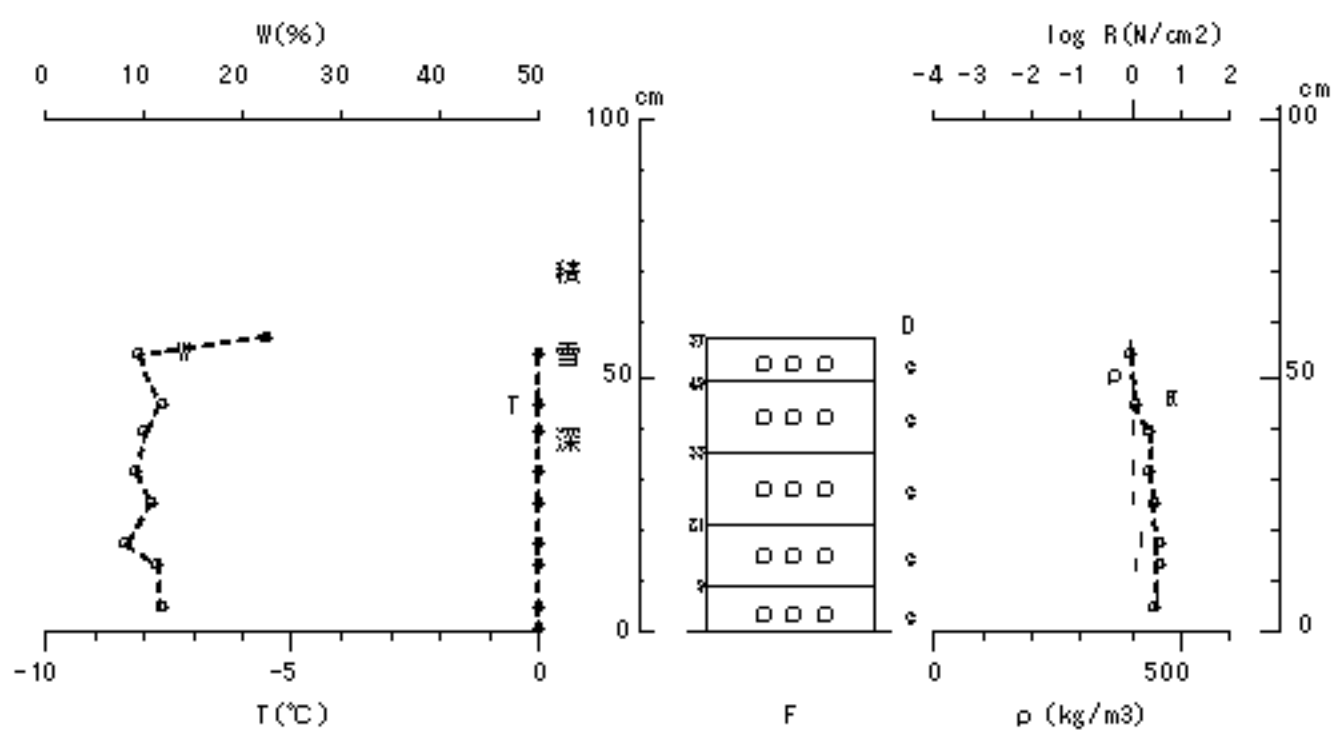 W(%)
log R(N/cm2)
0 10 20 30 40 50
-4 -3 -2 -1 0 1 2
cm
cm
100
100
積
D
雪
50
ρ
50
T
R
深
W
0
0
-10 -5 0
0 500
T(℃)
F
ρ (kg/m3)